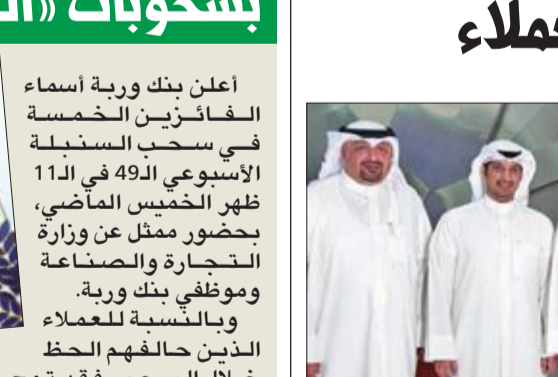 عملاء
بسحوبات «الس
أعلن بنك وربة أسماء
الفائزين الخمسة
في سحب السنبلة
الأسبوعي الـ49 في الـ11
ظهر الخميس الماضي،
بحضور ممثل عن وزارة
التجارة والصناعة
وموظفي بنك وربة.
وبالنسبة للعملاء
الذين حالفهم الحظ